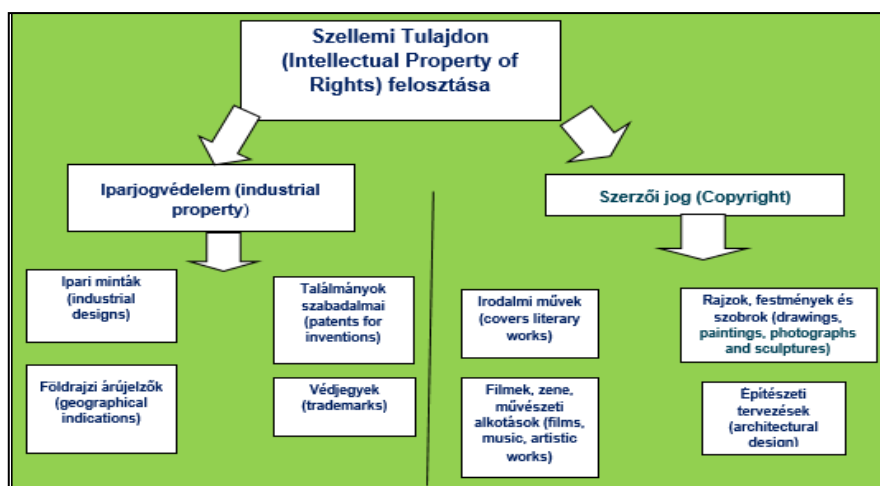 Szellemi Tulajdon
(Intellectual Property of
Rights) felosztása
Iparjogvédelem (industrial
property)
Szerzői jog (Copyright)
Ipari minták
(industrial
designs)
Találmányok
szabadalmai
(patents for
inventions)
Földrajzi árújelzők
(geographical
indications)
Védjegyek
(trademarks)
Irodalmi művek
(covers literary
works)
Rajzok, festmények és
szobrok (drawings,
paintings, photographs
and sculptures)
Filmek, zene,
művészeti
alkotások (films,
music, artistic
works)
Építészeti
tervezések
(architectural
design)